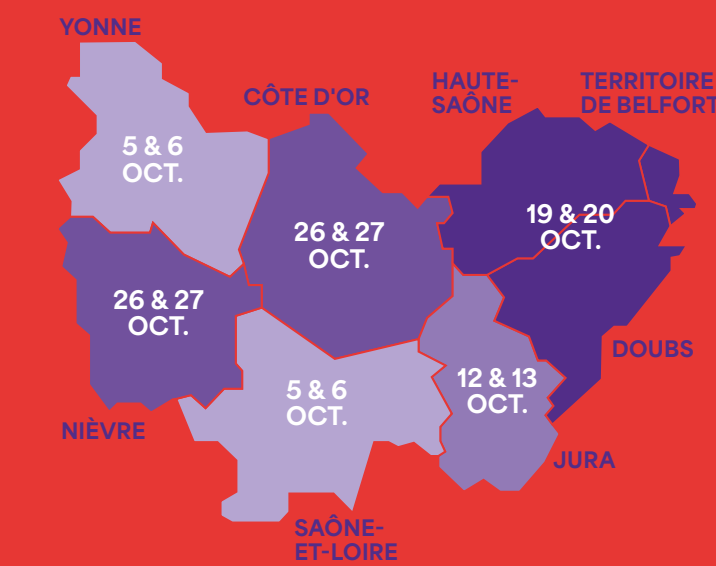 YONNE
CÔTE D'OR
HAUTE-
SAÔNE
TERRITOIRE
DE BELFORT
5 & 6
OCT.
26 & 27
OCT.
19 & 20
OCT.
26 & 27
OCT.
5 & 6
OCT.
12 & 13
OCT.
DOUBS
NIÈVRE
JURA
SAÔNE-
ET-LOIRE